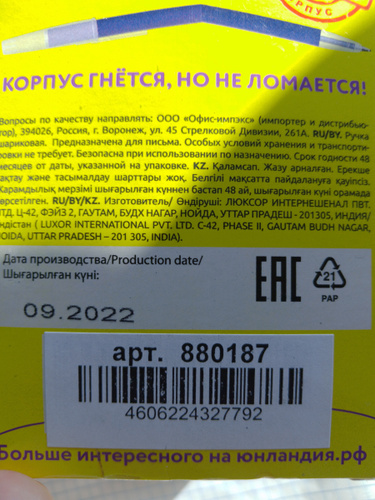 КОРПУС
КОРПУС ГНЁТСЯ, НО НЕ ЛОМАЕТСЯ!
Вопросы по качеству направлять: ООО «Офис-импэкс» (импортер и дистрибью-
тор), 394026, Россия, г. Воронеж, ул. 45 Стрелковой Дивизии, 261А. RU/BY. Ручка
шариковая. Предназначена для письма. Особых условий хранения и транспорти-
ровки не требует. Безопасна при использовании по назначению. Срок годности 48
месяцев от даты, указанной на упаковке. KZ. Қаламсап. Жазу арналған. Ерекше
сақтау және тасымалдау шарттары жоқ. Белгілі мақсатта пайдалануға қауіпсіз.
Жарамдылық мерзімі шығарылған күннен бастап 48 ай, шығарылған күні орамада
көрсетілген. RU/BY/KZ. Изготовитель/ Өндіруші: ЛЮКСОР ИНТЕРНЕШЕНАЛ ПВТ.
ЛТД. Ц-42, ФЭЙЗ 2, ГАУТАМ, БУДХ НАГАР, НОЙДА, УТТАР ПРАДЕШ - 201305, ИНДИЯ/
Үндістан ( LUXOR INTERNATIONAL PVT, LTD. C-42, PHASE II, GAUTAM BUDH NAGAR,
NOIDA, UTTAR PRADESH – 201 305, INDIA).
Дата производства/Production date/
Шығарылған күні:
EAC
21
PAP
09.2022
арт. 880187
4606224327792
Больше интересного на юнландия.рф